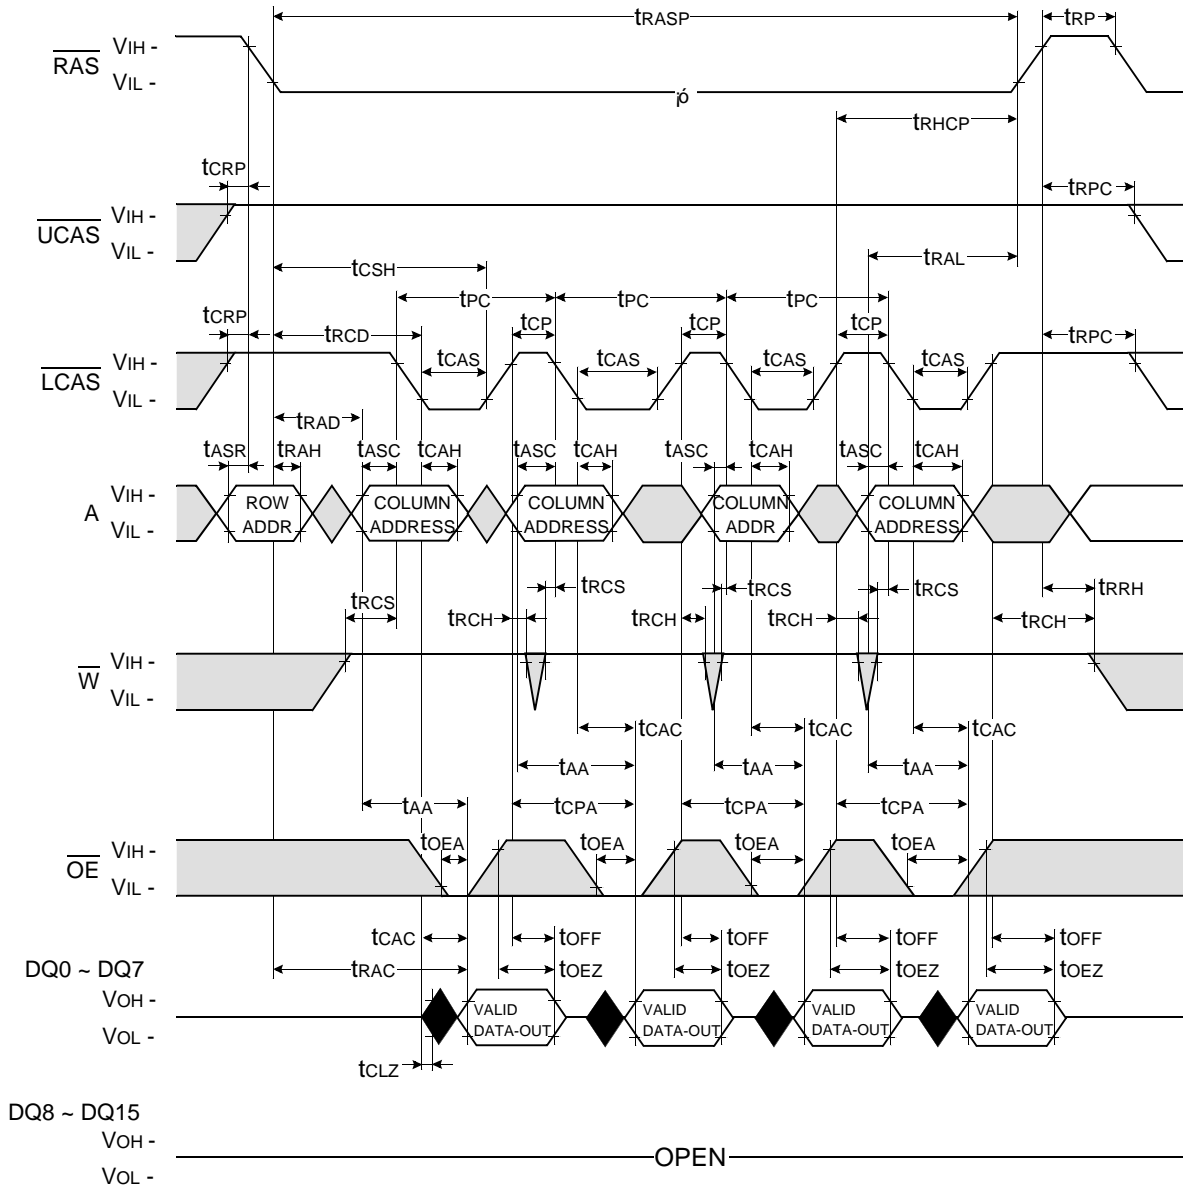 tRASP tRP
RAS VIH -
VIL -
¡ó
tRHCP
tCRP tRPC
UCAS VIH -
VIL -
tRAL
tCSH
tPC tPC tPC
tCRP tRCD tCP tCP tCP tRPC
LCAS VIH -
VIL -
tCAS tCAS tCAS tCAS
tRAD
tASR tRAH tASC tCAH tASC tCAH tASC tCAH tASC tCAH
A VIH -
VIL -
ROW COLUMN COLUMN COLUMN COLUMN
ADDR ADDRESS ADDRESS ADDR ADDRESS
tRCS tRCS tRCS tRCS tRRH
tRCH tRCH tRCH tRCH
W VIH -
VIL -
tCAC tCAC tCAC
tAA tAA tAA
tAA tCPA tCPA tCPA
tOEA tOEA tOEA tOEA
OE VIH -
VIL -
tCAC tOFF tOFF tOFF tOFF
tRAC tOEZ tOEZ tOEZ tOEZ
DQ0 ~ DQ7
VOH -
VOL -
VALID VALID VALID VALID
DATA-OUT DATA-OUT DATA-OUT DATA-OUT
tCLZ
DQ8 ~ DQ15
VOH -
OPEN
VOL -